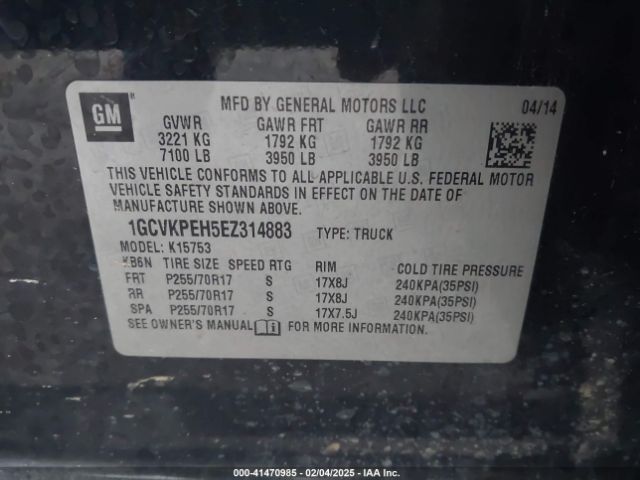 GM
MFD BY GENERAL MOTORS LLC 04/14
GVWR GAWR FRT GAWR RR
3221 KG 1792 KG 1792 KG
7100 LB 3950 LB 3950 LB
THIS VEHICLE CONFORMS TO ALL APPLICABLE U.S. FEDERAL MOTOR
VEHICLE SAFETY STANDARDS IN EFFECT ON THE DATE OF
MANUFACTURE SHOWN ABOVE.
1GCVKPEH5EZ314883 TYPE: TRUCK
MODEL: K15753
KB6N TIRE SIZE SPEED RTG RIM COLD TIRE PRESSURE
FRT P255/70R17 S 17X8J 240KPA(35PSI)
RR P255/70R17 S 17X8J 240KPA(35PSI)
SPA P255/70R17 S 17X7.5J 240KPA(35PSI)
SEE OWNER'S MANUAL FOR MORE INFORMATION.
00-41470985 - 02/04/2025 - IAA Inc.